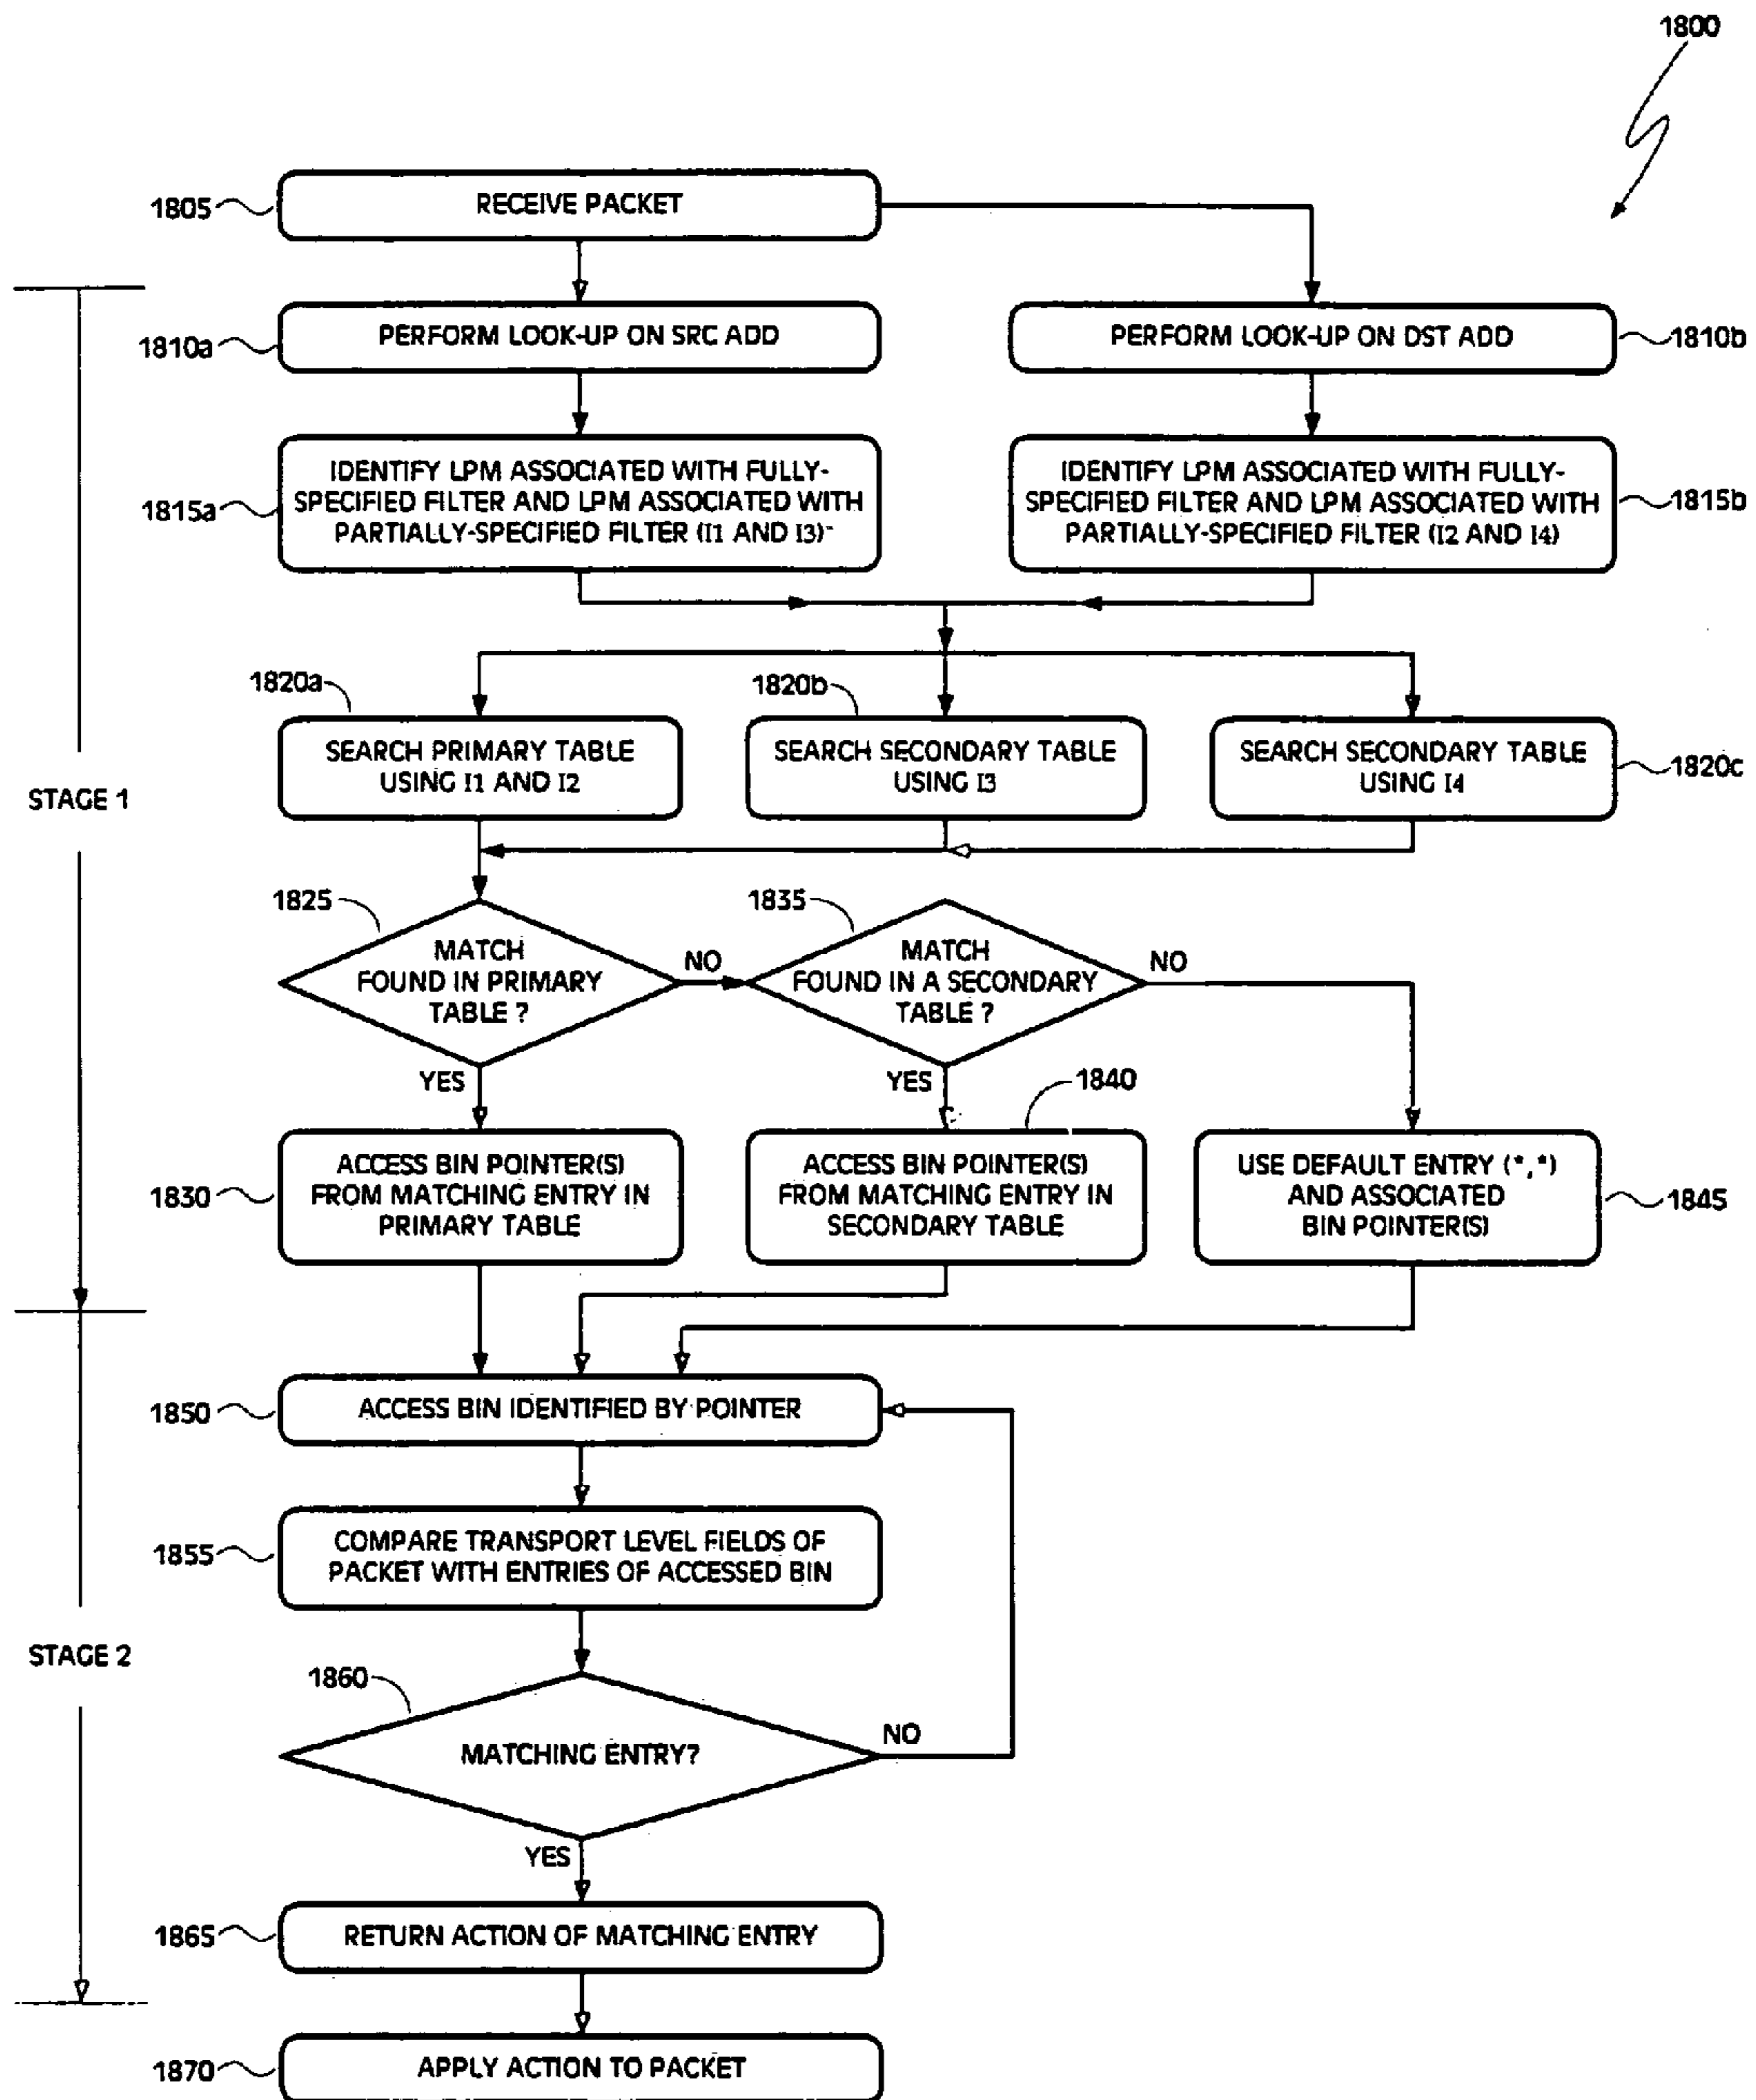 1800
1805
RECEIVE PACKET
1810a
PERFORM LOOK-UP ON SRC ADD
PERFORM LOOK-UP ON DST ADD
1810b
1815a
IDENTIFY LPM ASSOCIATED WITH FULLY-
SPECIFIED FILTER AND LPM ASSOCIATED WITH
PARTIALLY-SPECIFIED FILTER (I1 AND I3)
IDENTIFY LPM ASSOCIATED WITH FULLY-
SPECIFIED FILTER AND LPM ASSOCIATED WITH
PARTIALLY-SPECIFIED FILTER (I2 AND I4)
1815b
1820a
SEARCH PRIMARY TABLE
USING I1 AND I2
1820b
SEARCH SECONDARY TABLE
USING I3
SEARCH SECONDARY TABLE
USING I4
1820c
STAGE 1
1825
MATCH
FOUND IN PRIMARY
TABLE ?
NO
YES
1835
MATCH
FOUND IN A SECONDARY
TABLE ?
NO
YES
1830
ACCESS BIN POINTER(S)
FROM MATCHING ENTRY IN
PRIMARY TABLE
1840
ACCESS BIN POINTER(S)
FROM MATCHING ENTRY IN
SECONDARY TABLE
USE DEFAULT ENTRY (*,*)
AND ASSOCIATED
BIN POINTER(S)
1845
1850
ACCESS BIN IDENTIFIED BY POINTER
1855
COMPARE TRANSPORT LEVEL FIELDS OF
PACKET WITH ENTRIES OF ACCESSED BIN
STAGE 2
1860
MATCHING ENTRY?
NO
YES
1865
RETURN ACTION OF MATCHING ENTRY
1870
APPLY ACTION TO PACKET